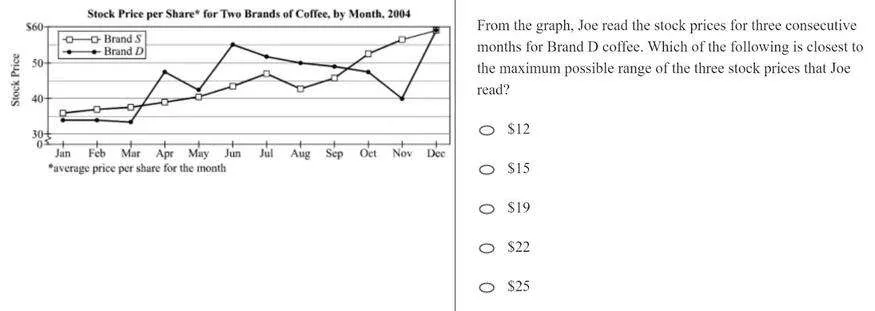 Stock Price per Share* for Two Brands of Coffee, by Month, 2004
Stock Price
$60
50
40
30
0
Brand S
Brand D
Jan Feb Mar Apr May Jun Jul Aug Sep Oct Nov Dec
*average price per share for the month
From the graph, Joe read the stock prices for three consecutive
months for Brand D coffee. Which of the following is closest to
the maximum possible range of the three stock prices that Joe
read?
$12
$15
$19
$22
$25